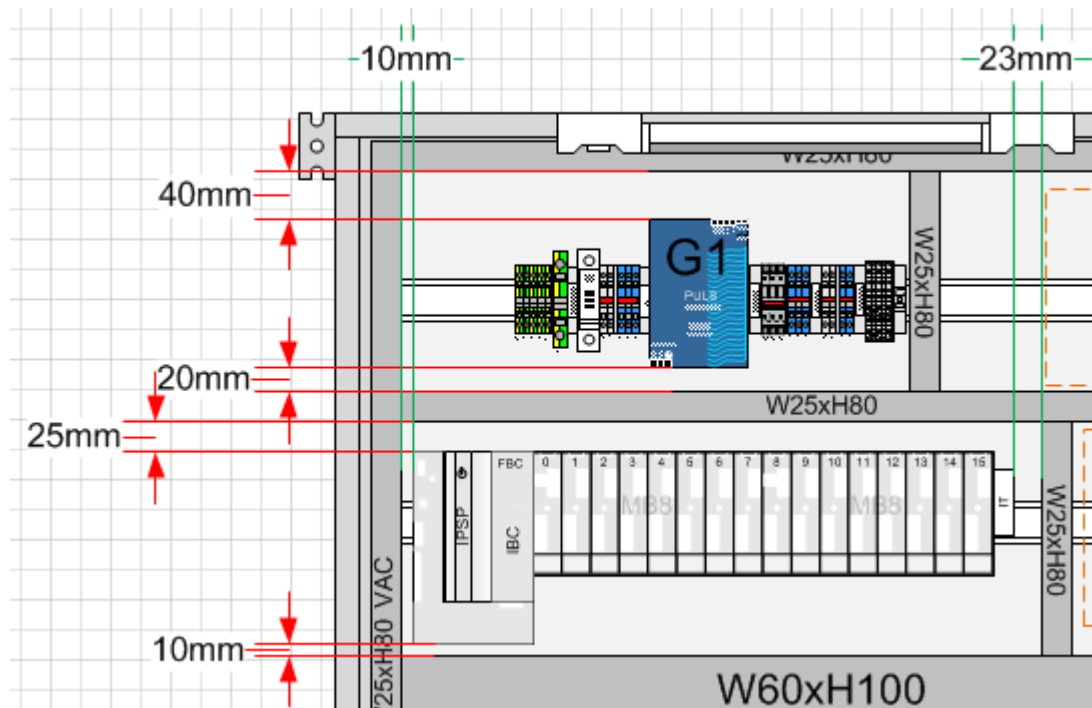 10mm
23mm
W25xH80
40mm
G1
PULS
W25xH80
20mm
W25xH80
25mm
FBC 0 1 2 3 4 5 6 7 8 9 10 11 12 13 14 15
IPSP
IBC
MB8
MB8
IT
W25xH80
W25xH80 VAC
10mm
W60xH100